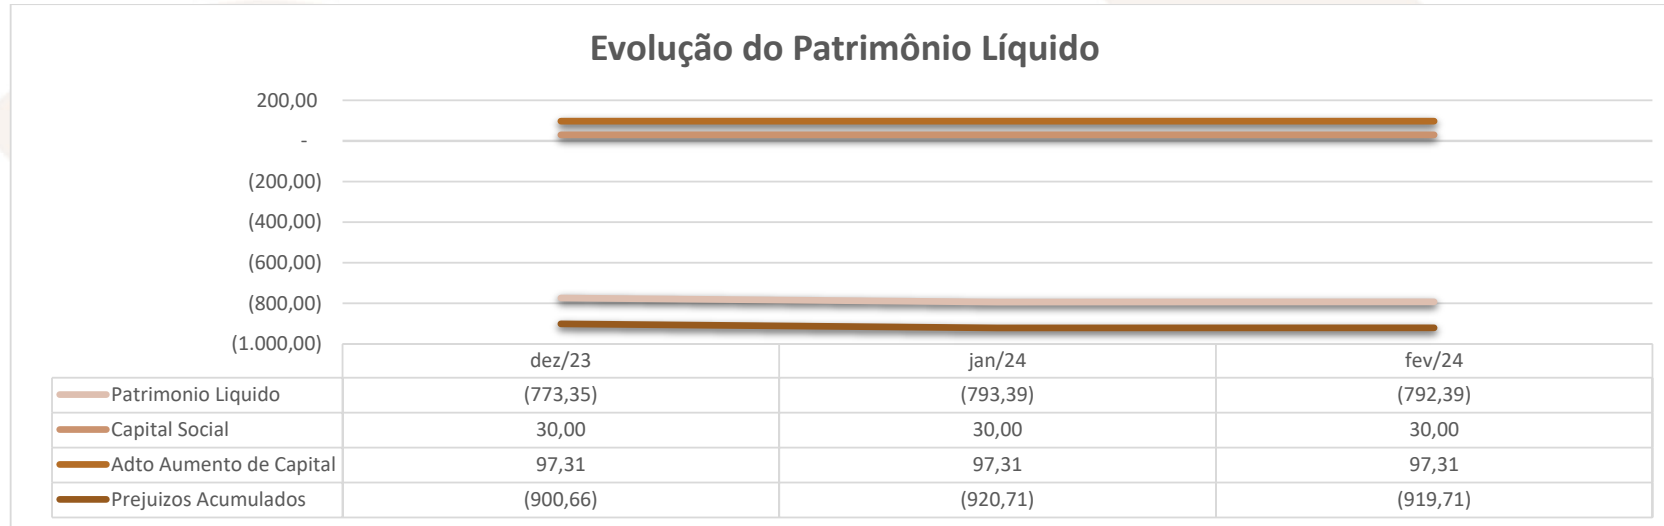 Evolução do Patrimônio Líquido
200,00
-
(200,00)
(400,00)
(600,00)
(800,00)
(1.000,00)
dez/23 jan/24 fev/24
Patrimonio Liquido (773,35) (793,39) (792,39)
Capital Social 30,00 30,00 30,00
Adto Aumento de Capital 97,31 97,31 97,31
Prejuizos Acumulados (900,66) (920,71) (919,71)